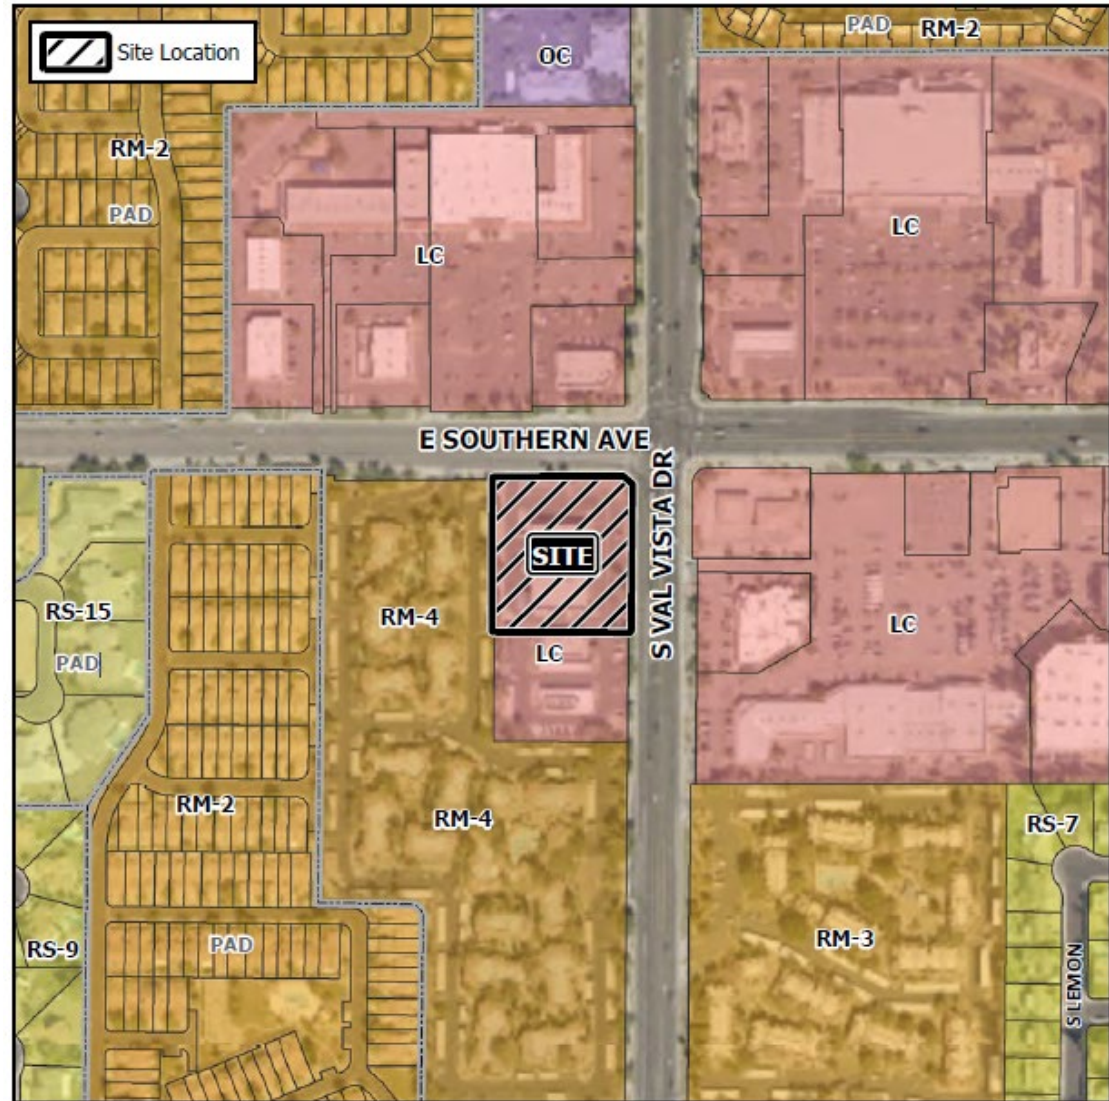 Site Location
OC
PAD
RM-2
RM-2
PAD
LC
LC
E SOUTHERN AVE
S VAL VISTA DR
SITE
RS-15
PAD
RM-4
LC
LC
RM-2
RM-4
RS-7
RS-9
PAD
RM-3
S LEMON